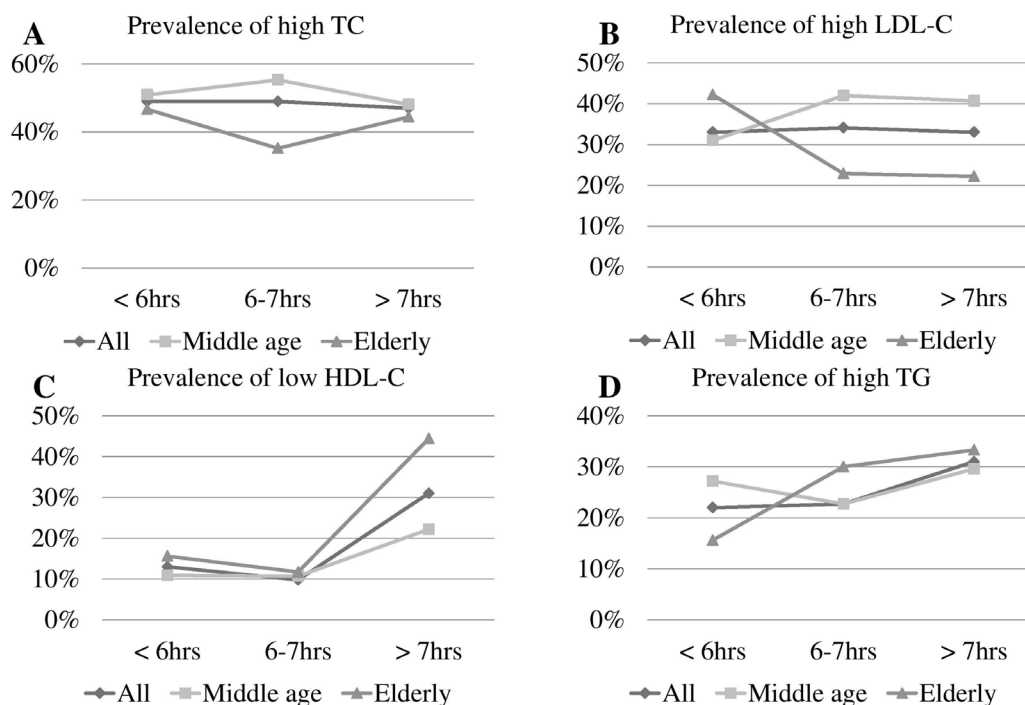 A Prevalence of high TC
60%
40%
20%
0%
< 6hrs 6-7hrs > 7hrs
All Middle age Elderly
B Prevalence of high LDL-C
50%
40%
30%
20%
10%
0%
< 6hrs 6-7hrs > 7hrs
All Middle age Elderly
C Prevalence of low HDL-C
50%
40%
30%
20%
10%
0%
< 6hrs 6-7hrs > 7hrs
All Middle age Elderly
D Prevalence of high TG
40%
30%
20%
10%
0%
< 6hrs 6-7hrs > 7hrs
All Middle age Elderly